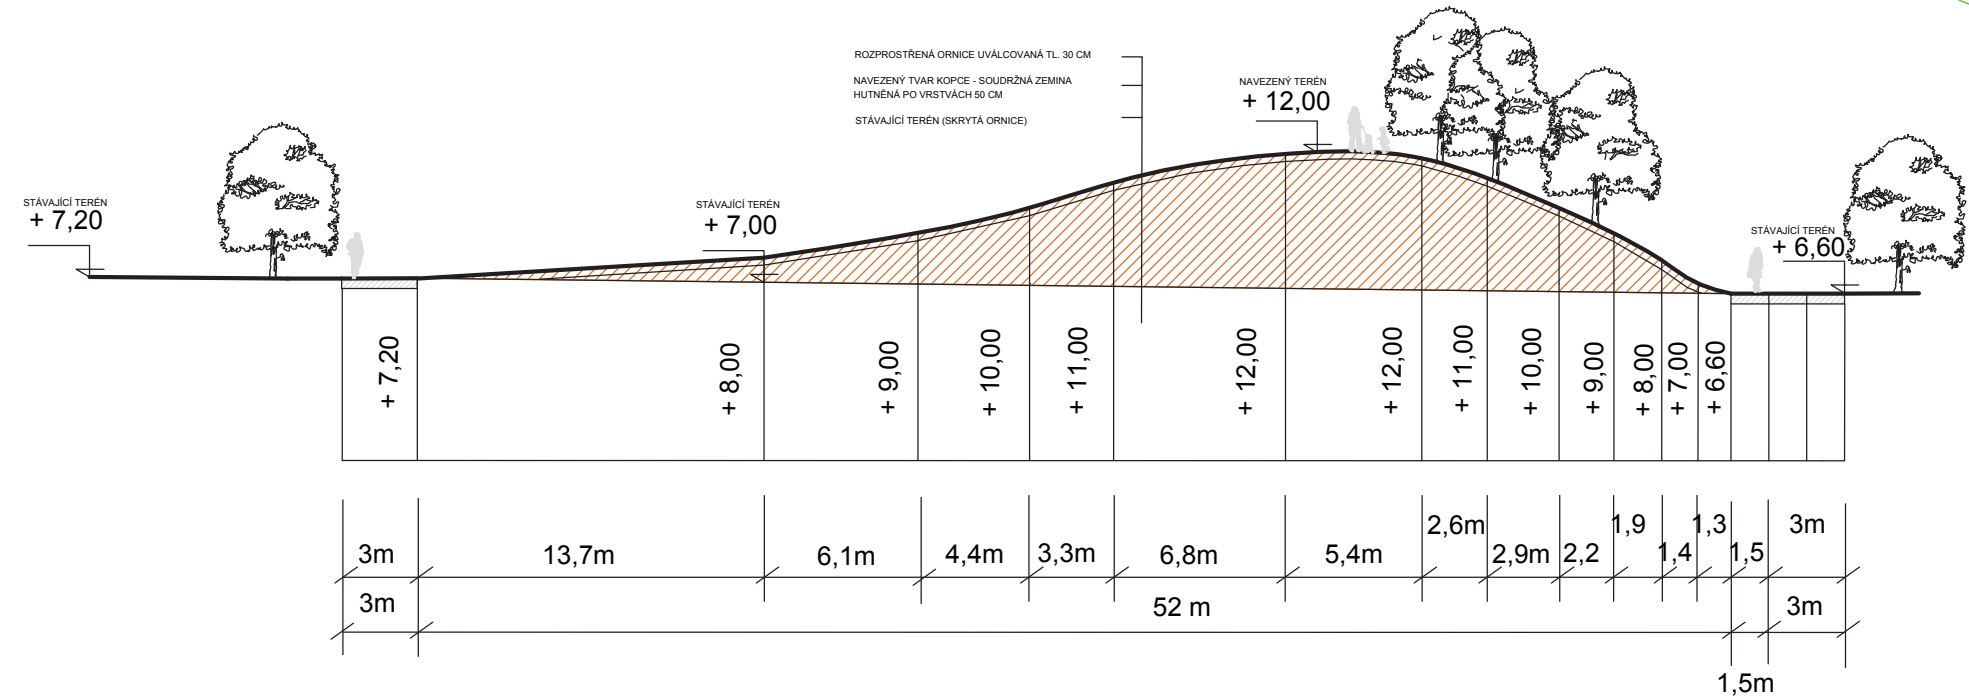 ROZPROSTŘENÁ ORNICE UVÁLCOVANÁ TL. 30 CM
NAVEZENÝ TVAR KOPCE - SOUDRŽNÁ ZEMINA
HUTNĚNÁ PO VRSTVÁCH 50 CM
STÁVAJÍCÍ TERÉN (SKRYTÁ ORNICE)
NAVEZENÝ TERÉN
+ 12,00
STÁVAJÍCÍ TERÉN
+ 7,20
STÁVAJÍCÍ TERÉN
+ 7,00
STÁVAJÍCÍ TERÉN
+ 6,60
+ 7,20
+ 8,00
+ 9,00
+ 10,00
+ 11,00
+ 12,00
+ 12,00
+ 11,00
+ 10,00
+ 9,00
+ 8,00
+ 7,00
+ 6,60
3m
13,7m
6,1m
4,4m
3,3m
6,8m
5,4m
2,6m
2,9m
2,2
1,9
1,4
1,3
1,5
3m
3m
52 m
3m
1,5m